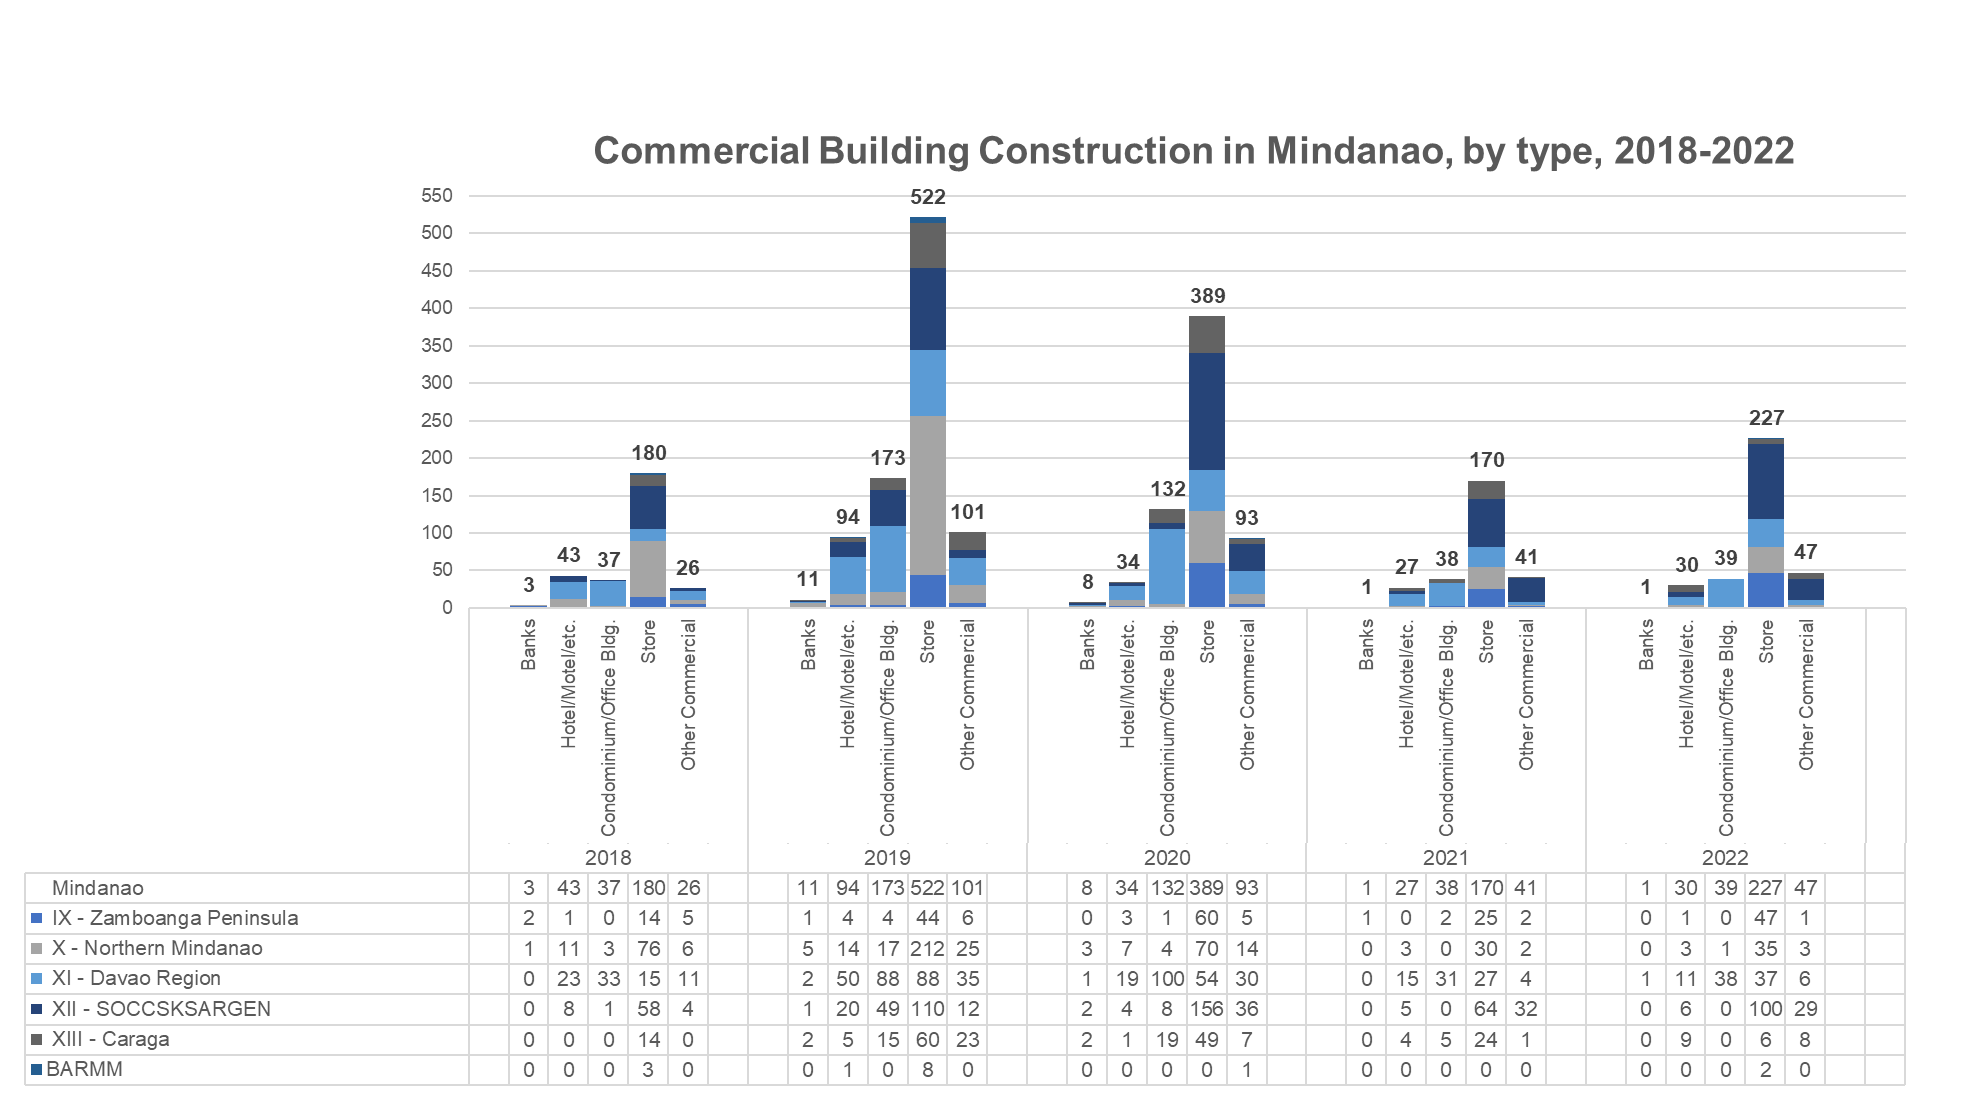 Commercial Building Construction in Mindanao, by type, 2018-2022
550
500
450
400
350
300
250
200
150
100
50
0
3 43 37 180 26
11 94 173 522 101
8 34 132 389 93
1 27 38 170 41
1 30 39 227 47
Banks Hotel/Motel/etc. Condominium/Office Bldg. Store Other Commercial
Banks Hotel/Motel/etc. Condominium/Office Bldg. Store Other Commercial
Banks Hotel/Motel/etc. Condominium/Office Bldg. Store Other Commercial
Banks Hotel/Motel/etc. Condominium/Office Bldg. Store Other Commercial
Banks Hotel/Motel/etc. Condominium/Office Bldg. Store Other Commercial
2018 2019 2020 2021 2022
Mindanao 3 43 37 180 26 11 94 173 522 101 8 34 132 389 93 1 27 38 170 41 1 30 39 227 47
IX - Zamboanga Peninsula 2 1 0 14 5 1 4 4 44 6 0 3 1 60 5 1 0 2 25 2 0 1 0 47 1
X - Northern Mindanao 1 11 3 76 6 5 14 17 212 25 3 7 4 70 14 0 3 0 30 2 0 3 1 35 3
XI - Davao Region 0 23 33 15 11 2 50 88 88 35 1 19 100 54 30 0 15 31 27 4 1 11 38 37 6
XII - SOCCSKSARGEN 0 8 1 58 4 1 20 49 110 12 2 4 8 156 36 0 5 0 64 32 0 6 0 100 29
XIII - Caraga 0 0 0 14 0 2 5 15 60 23 2 1 19 49 7 0 4 5 24 1 0 9 0 6 8
BARMM 0 0 0 3 0 0 1 0 8 0 0 0 0 0 1 0 0 0 0 0 0 0 0 2 0